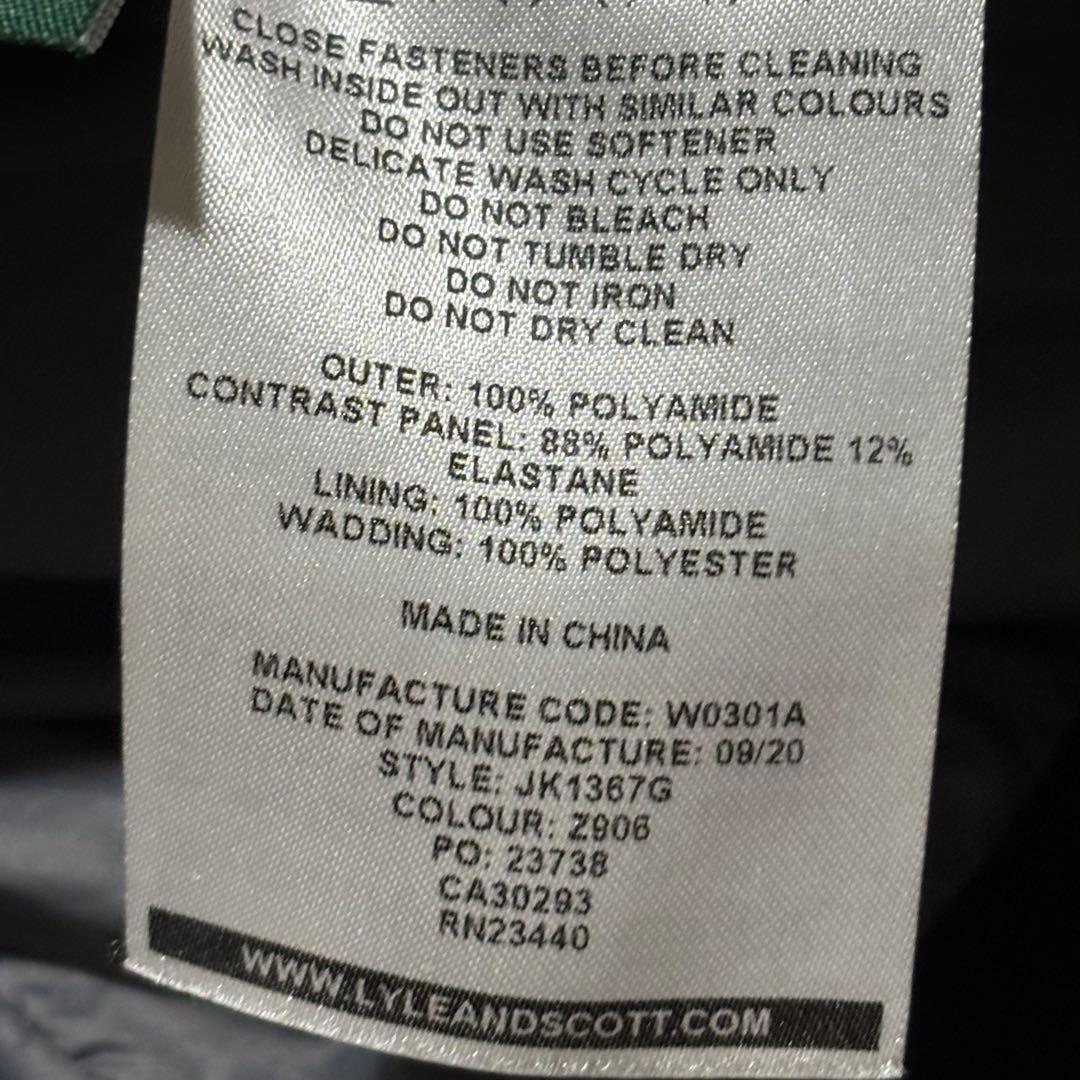 CLOSE FASTENERS BEFORE CLEANING
WASH INSIDE OUT WITH SIMILAR COLOURS
DO NOT USE SOFTENER
DELICATE WASH CYCLE ONLY
DO NOT BLEACH
DO NOT TUMBLE DRY
DO NOT IRON
DO NOT DRY CLEAN
OUTER: 100% POLYAMIDE
CONTRAST PANEL: 88% POLYAMIDE 12%
ELASTANE
LINING: 100% POLYAMIDE
WADDING: 100% POLYESTER
MADE IN CHINA
MANUFACTURE CODE: W0301A
DATE OF MANUFACTURE: 09/20
STYLE: JK1367G
COLOUR: Z906
PO: 23738
CA30293
RN23440
WWW.LYLEANDSCOTT.COM